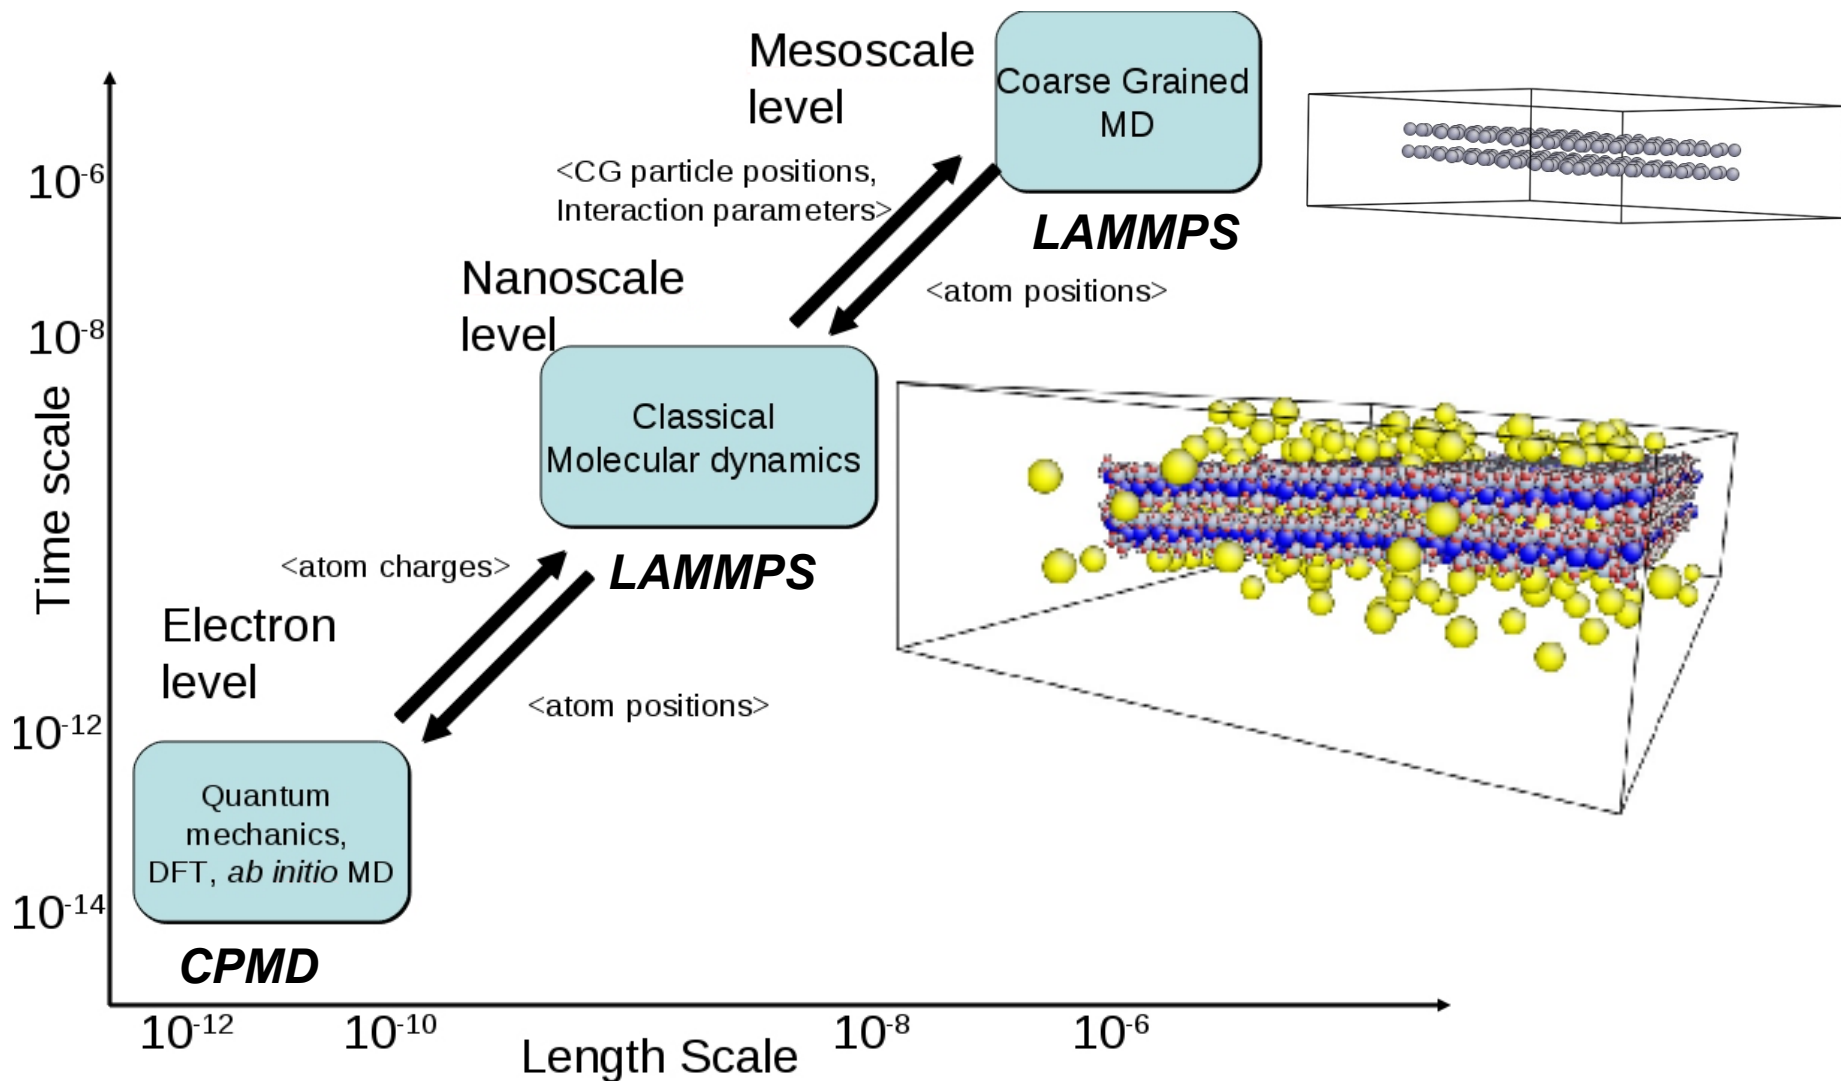 Mesoscale
level
Coarse Grained
MD
<CG particle positions,
Interaction parameters>
LAMMPS
<atom positions>
Nanoscale
level
Classical
Molecular dynamics
<atom charges>
LAMMPS
Electron
level
<atom positions>
Quantum
mechanics,
DFT, ab initio MD
CPMD
Time scale
10-6
10-8
10-12
10-14
10-12
10-10
10-8
10-6
Length Scale